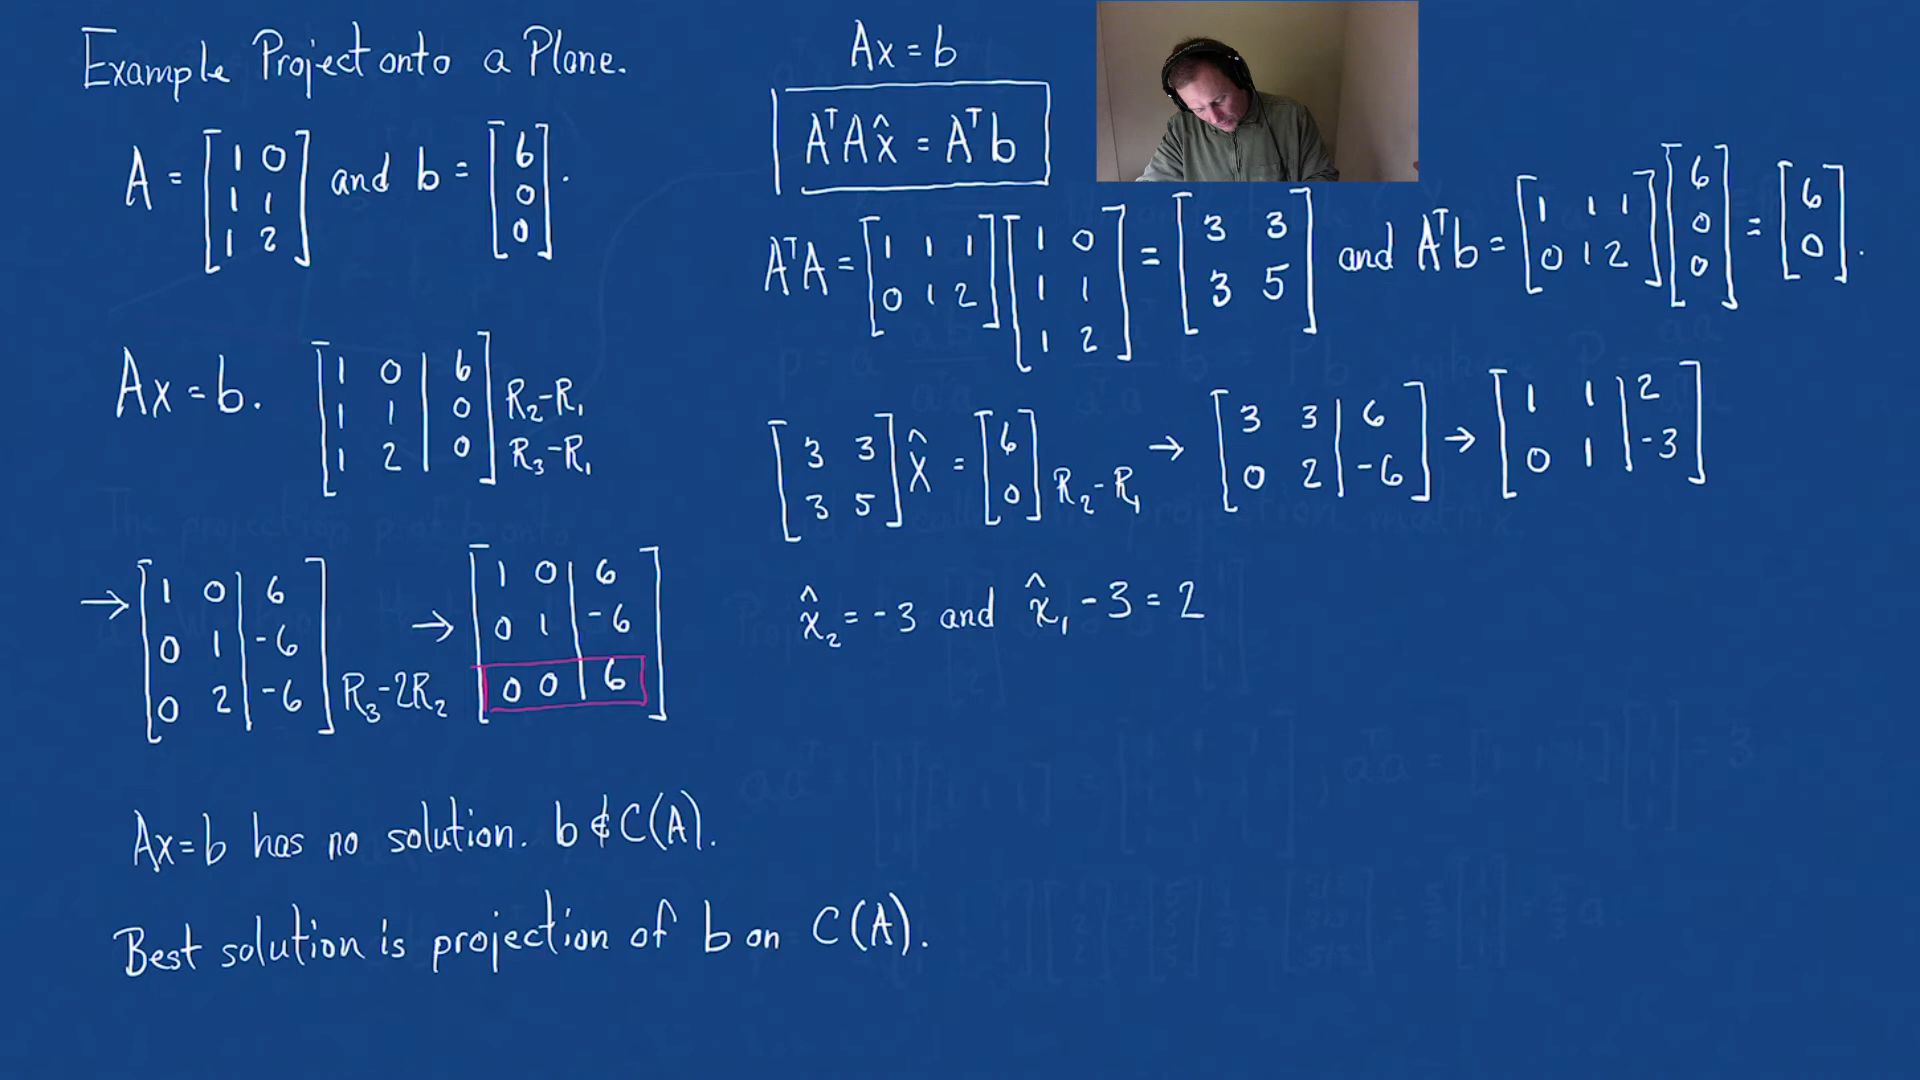 Example Project onto a Plane.
A = [1 0; 1 1; 1 2] and b = [6; 0; 0].
Ax = b. [1 0 | 6; 1 1 | 0; 1 2 | 0] R₂-R₁ R₃-R₁
→ [1 0 | 6; 0 1 | -6; 0 2 | -6] R₃-2R₂ → [1 0 | 6; 0 1 | -6; 0 0 | 6]
Ax=b has no solution. b ∉ C(A).
Best solution is projection of b on C(A).
Ax = b
AᵀAx̂ = Aᵀb
AᵀA = [1 1 1; 0 1 2][1 0; 1 1; 1 2] = [3 3; 3 5] and Aᵀb = [1 1 1; 0 1 2][6; 0; 0] = [6; 0].
[3 3; 3 5] x̂ = [6; 0] R₂-R₁ → [3 3 | 6; 0 2 | -6] → [1 1 | 2; 0 1 | -3]
x̂₂ = -3 and x̂₁ - 3 = 2